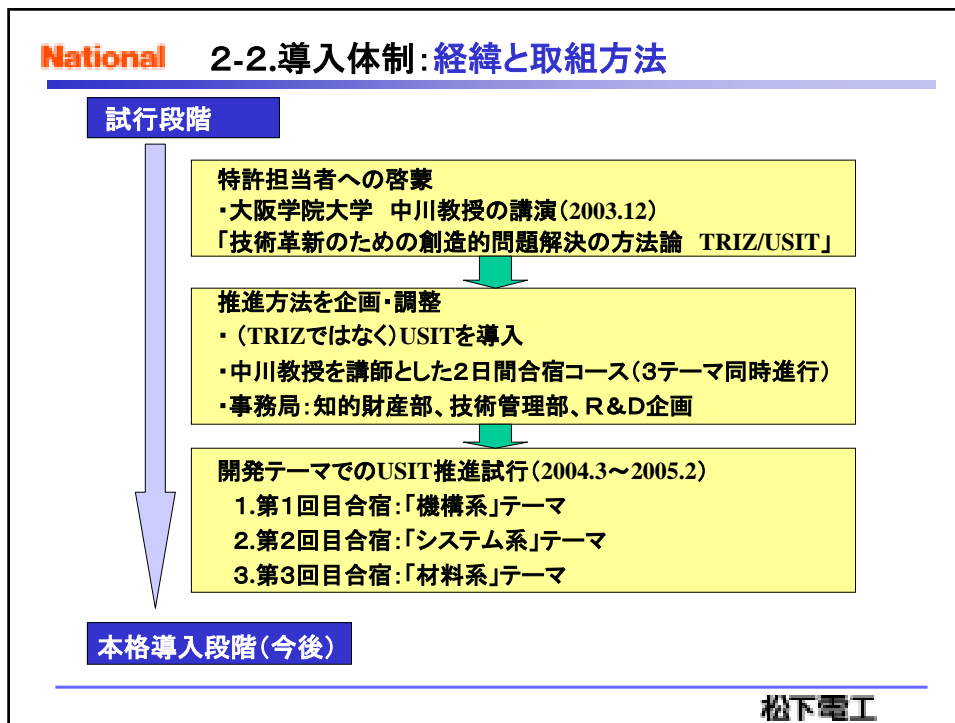 National
2-2.導入体制:経緯と取組方法
試行段階
特許担当者への啓蒙
・大阪学院大学 中川教授の講演(2003.12)
「技術革新のための創造的問題解決の方法論 TRIZ/USIT」
推進方法を企画・調整
・(TRIZではなく)USITを導入
・中川教授を講師とした2日間合宿コース(3テーマ同時進行)
・事務局:知的財産部、技術管理部、R&D企画
開発テーマでのUSIT推進試行(2004.3~2005.2)
1.第1回目合宿:「機構系」テーマ
2.第2回目合宿:「システム系」テーマ
3.第3回目合宿:「材料系」テーマ
本格導入段階(今後)
松下電工